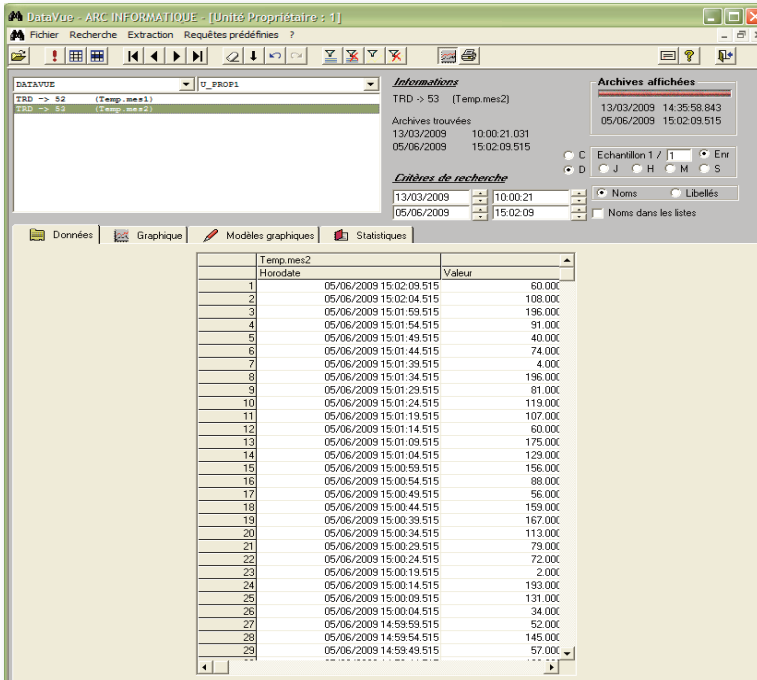 DataVue - ARC INFORMATIQUE - [Unité Propriétaire : 1]
Fichier Recherche Extraction Requêtes prédéfinies ?
DATAVUE U_PROP1
TRD -> 52 (Temp.mes1)
TRD -> 53 (Temp.mes2)
Informations
TRD -> 53 (Temp.mes2)
Archives trouvées
13/03/2009 10:00:21.031
05/06/2009 15:02:09.515
Critères de recherche
13/03/2009 10:00:21
05/06/2009 15:02:09
C
D
Archives affichées
13/03/2009 14:35:58.843
05/06/2009 15:02:09.515
Echantillon 1 / 1 Enr
J H M S
Noms Libellés
Noms dans les listes
Données Graphique Modèles graphiques Statistiques
Temp.mes2
Horodate Valeur
1 05/06/2009 15:02:09.515 60.000
2 05/06/2009 15:02:04.515 108.000
3 05/06/2009 15:01:59.515 196.000
4 05/06/2009 15:01:54.515 91.000
5 05/06/2009 15:01:49.515 40.000
6 05/06/2009 15:01:44.515 74.000
7 05/06/2009 15:01:39.515 4.000
8 05/06/2009 15:01:34.515 196.000
9 05/06/2009 15:01:29.515 81.000
10 05/06/2009 15:01:24.515 119.000
11 05/06/2009 15:01:19.515 107.000
12 05/06/2009 15:01:14.515 60.000
13 05/06/2009 15:01:09.515 175.000
14 05/06/2009 15:01:04.515 129.000
15 05/06/2009 15:00:59.515 156.000
16 05/06/2009 15:00:54.515 88.000
17 05/06/2009 15:00:49.515 56.000
18 05/06/2009 15:00:44.515 159.000
19 05/06/2009 15:00:39.515 167.000
20 05/06/2009 15:00:34.515 113.000
21 05/06/2009 15:00:29.515 79.000
22 05/06/2009 15:00:24.515 72.000
23 05/06/2009 15:00:19.515 2.000
24 05/06/2009 15:00:14.515 193.000
25 05/06/2009 15:00:09.515 131.000
26 05/06/2009 15:00:04.515 34.000
27 05/06/2009 14:59:59.515 52.000
28 05/06/2009 14:59:54.515 145.000
29 05/06/2009 14:59:49.515 57.000